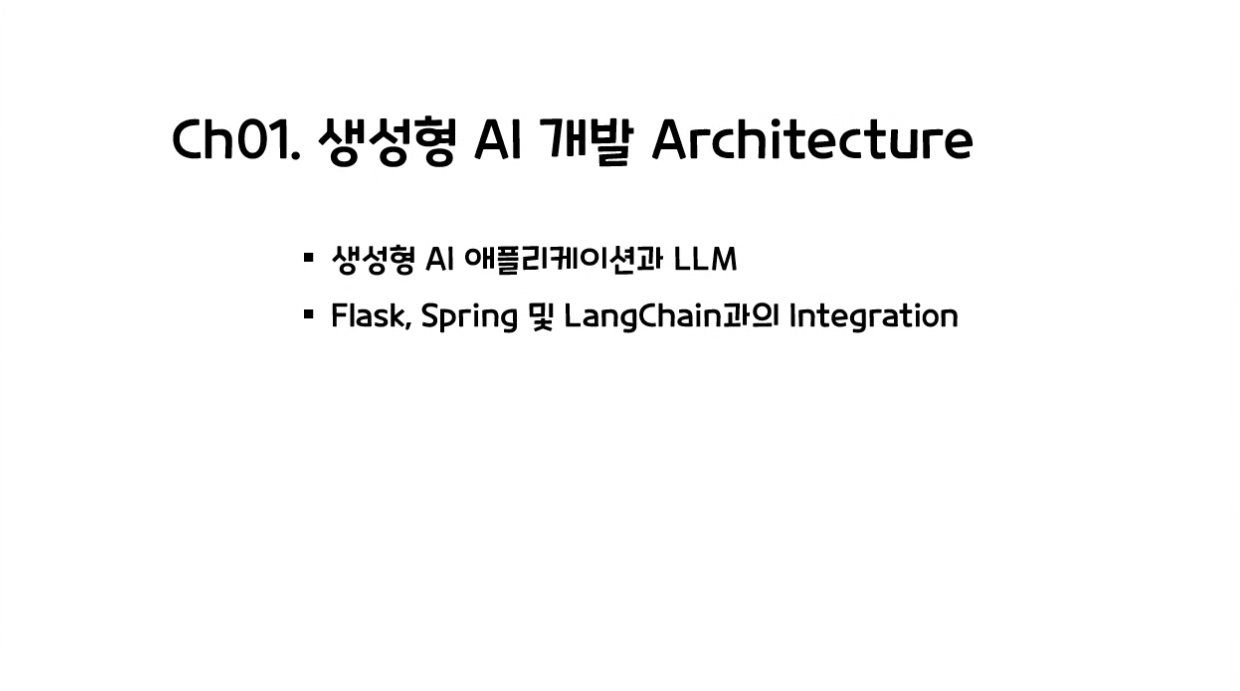 Ch01. 생성형 AI 개발 Architecture
▪ 생성형 AI 애플리케이션과 LLM
▪ Flask, Spring 및 LangChain과의 Integration